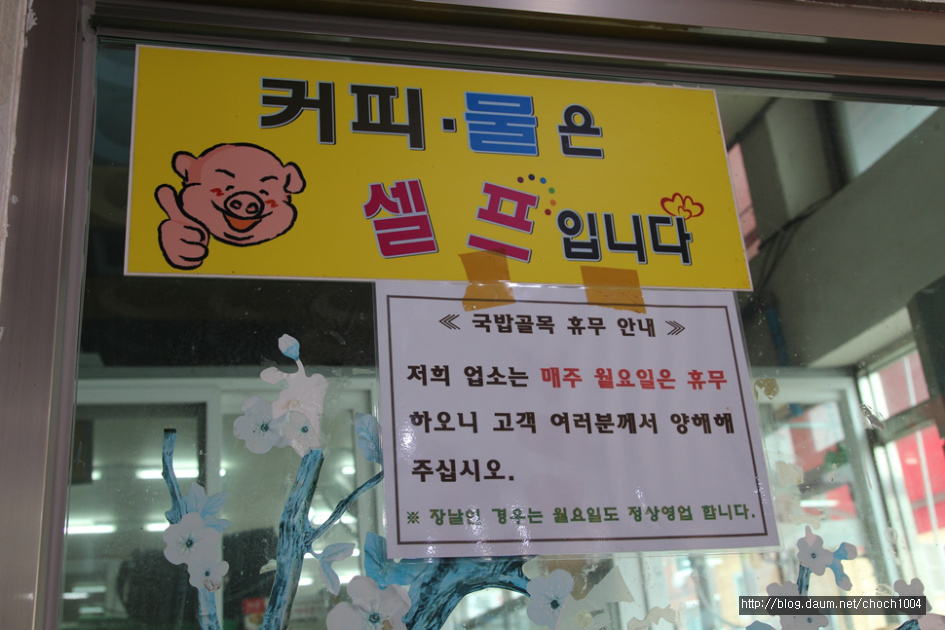 커피·물은
셀프입니다
≪ 국밥골목 휴무 안내 ≫
저희 업소는 매주 월요일은 휴무
하오니 고객 여러분께서 양해해
주십시오.
※ 장날인 경우는 월요일도 정상영업 합니다.
http://blog.daum.net/choch1004